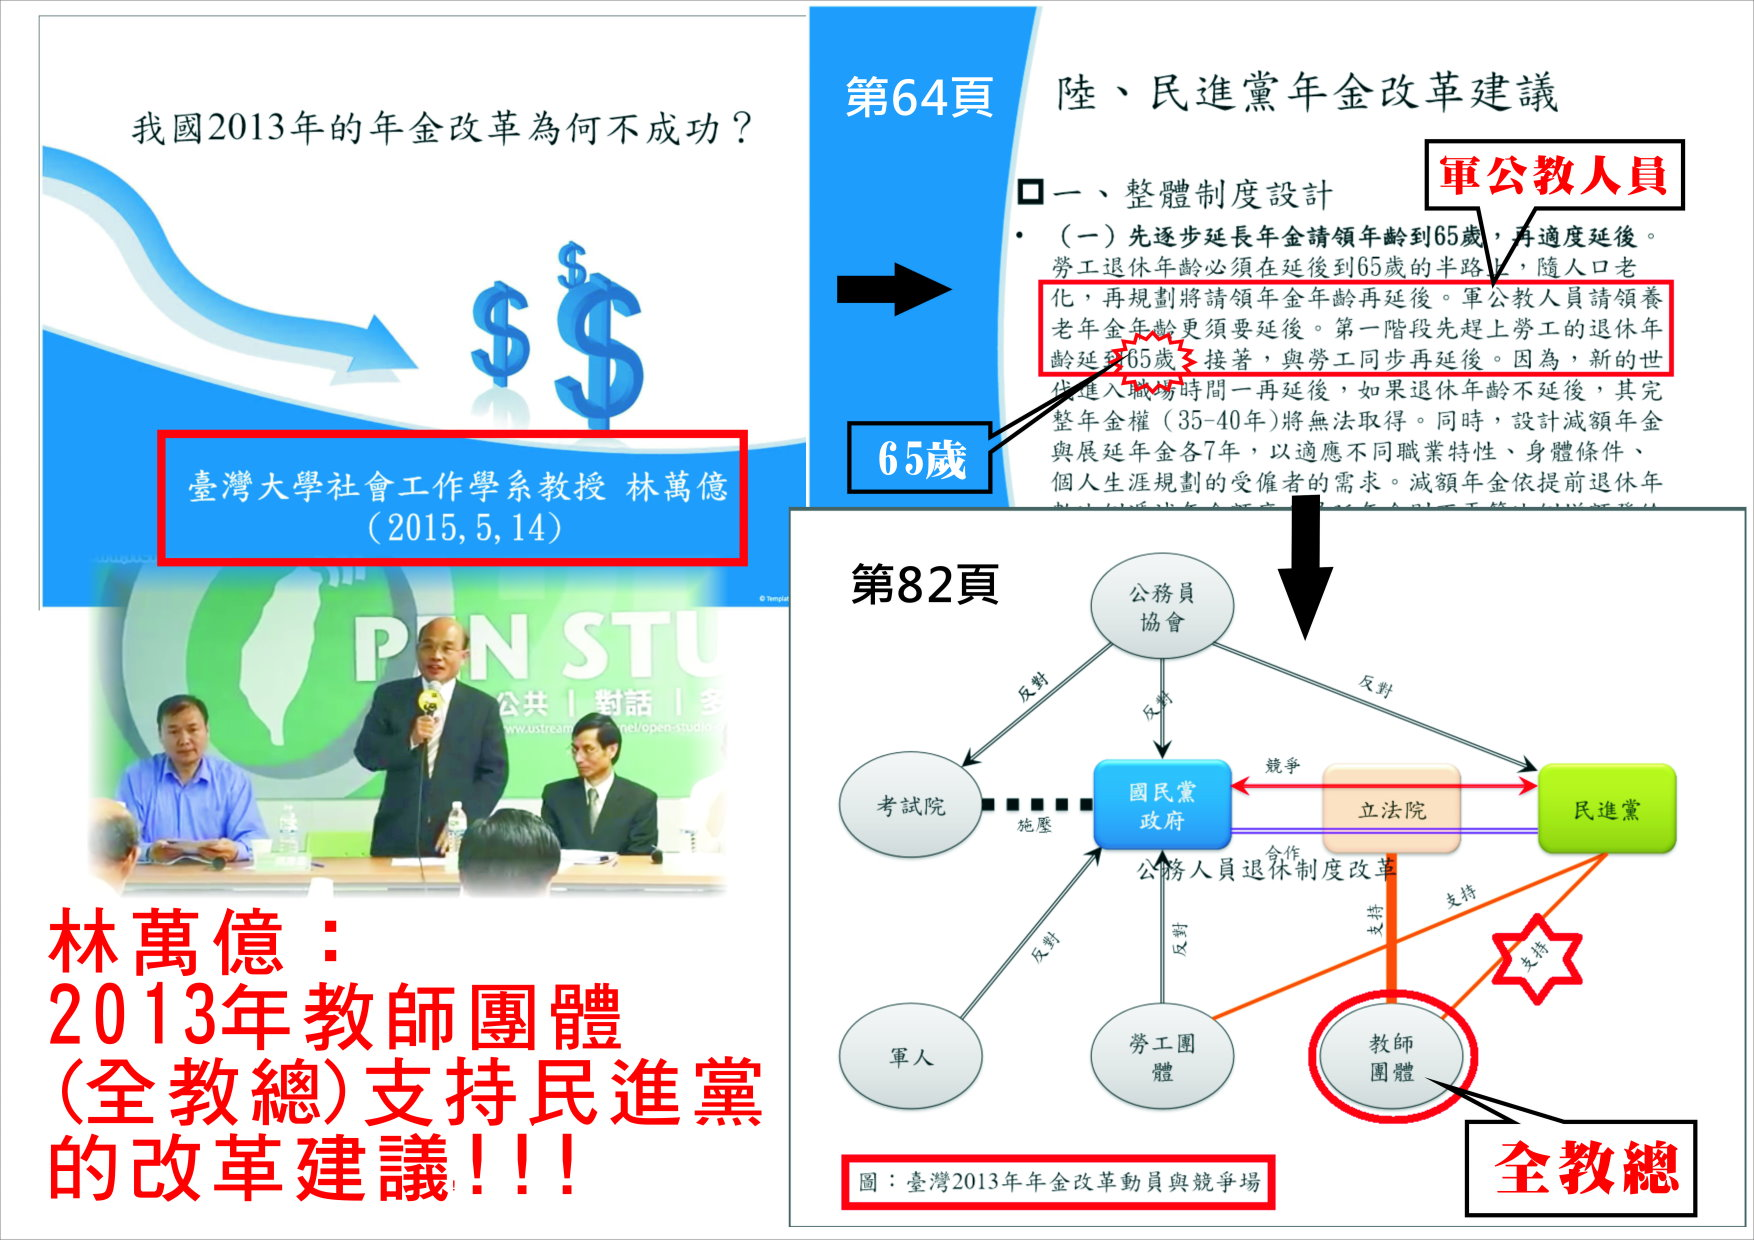 我國2013年的年金改革為何不成功？
臺灣大學社會工作學系教授 林萬億
（2015,5,14）
© Templat
PEN STU
公共｜對話｜多
林萬億：
2013年教師團體
(全教總)支持民進黨
的改革建議!!!
第64頁
陸、民進黨年金改革建議
軍公教人員
一、整體制度設計
• （一）先逐步延長年金請領年齡到65歲，再適度延後。
勞工退休年齡必須在延後到65歲的半路上，隨人口老
化，再規劃將請領年金年齡再延後。軍公教人員請領養
老年金年齡更須要延後。第一階段先趕上勞工的退休年
齡延到65歲，接著，與勞工同步再延後。因為，新的世
代進入職場時間一再延後，如果退休年齡不延後，其完
整年金權（35-40年)將無法取得。同時，設計減額年金
與展延年金各7年，以適應不同職業特性、身體條件、
個人生涯規劃的受僱者的需求。減額年金依提前退休年
65歲
第82頁
公務員
協會
反對
反對
反對
考試院
施壓
國民黨
政府
競爭
立法院
民進黨
合作
公務人員退休制度改革
反對
反對
支持
支持
支持
軍人
勞工團
體
教師
團體
全教總
圖：臺灣2013年年金改革動員與競爭場